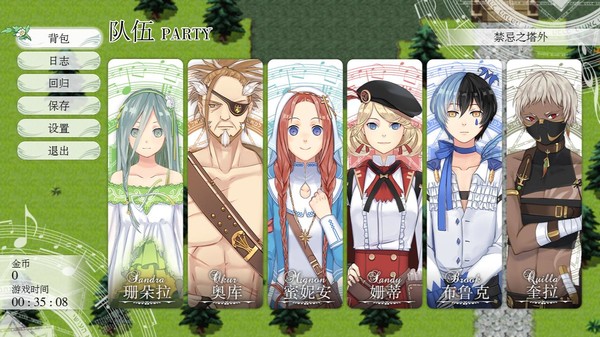 队伍 PARTY
禁忌之塔外
背包
日志
回归
保存
设置
退出
金币
0
游戏时间
00 : 35 : 08
Sandra
珊朵拉
Okur
奥库
Mignon
蜜妮安
Sandy
姗蒂
Brook
布鲁克
Quilla
奎拉